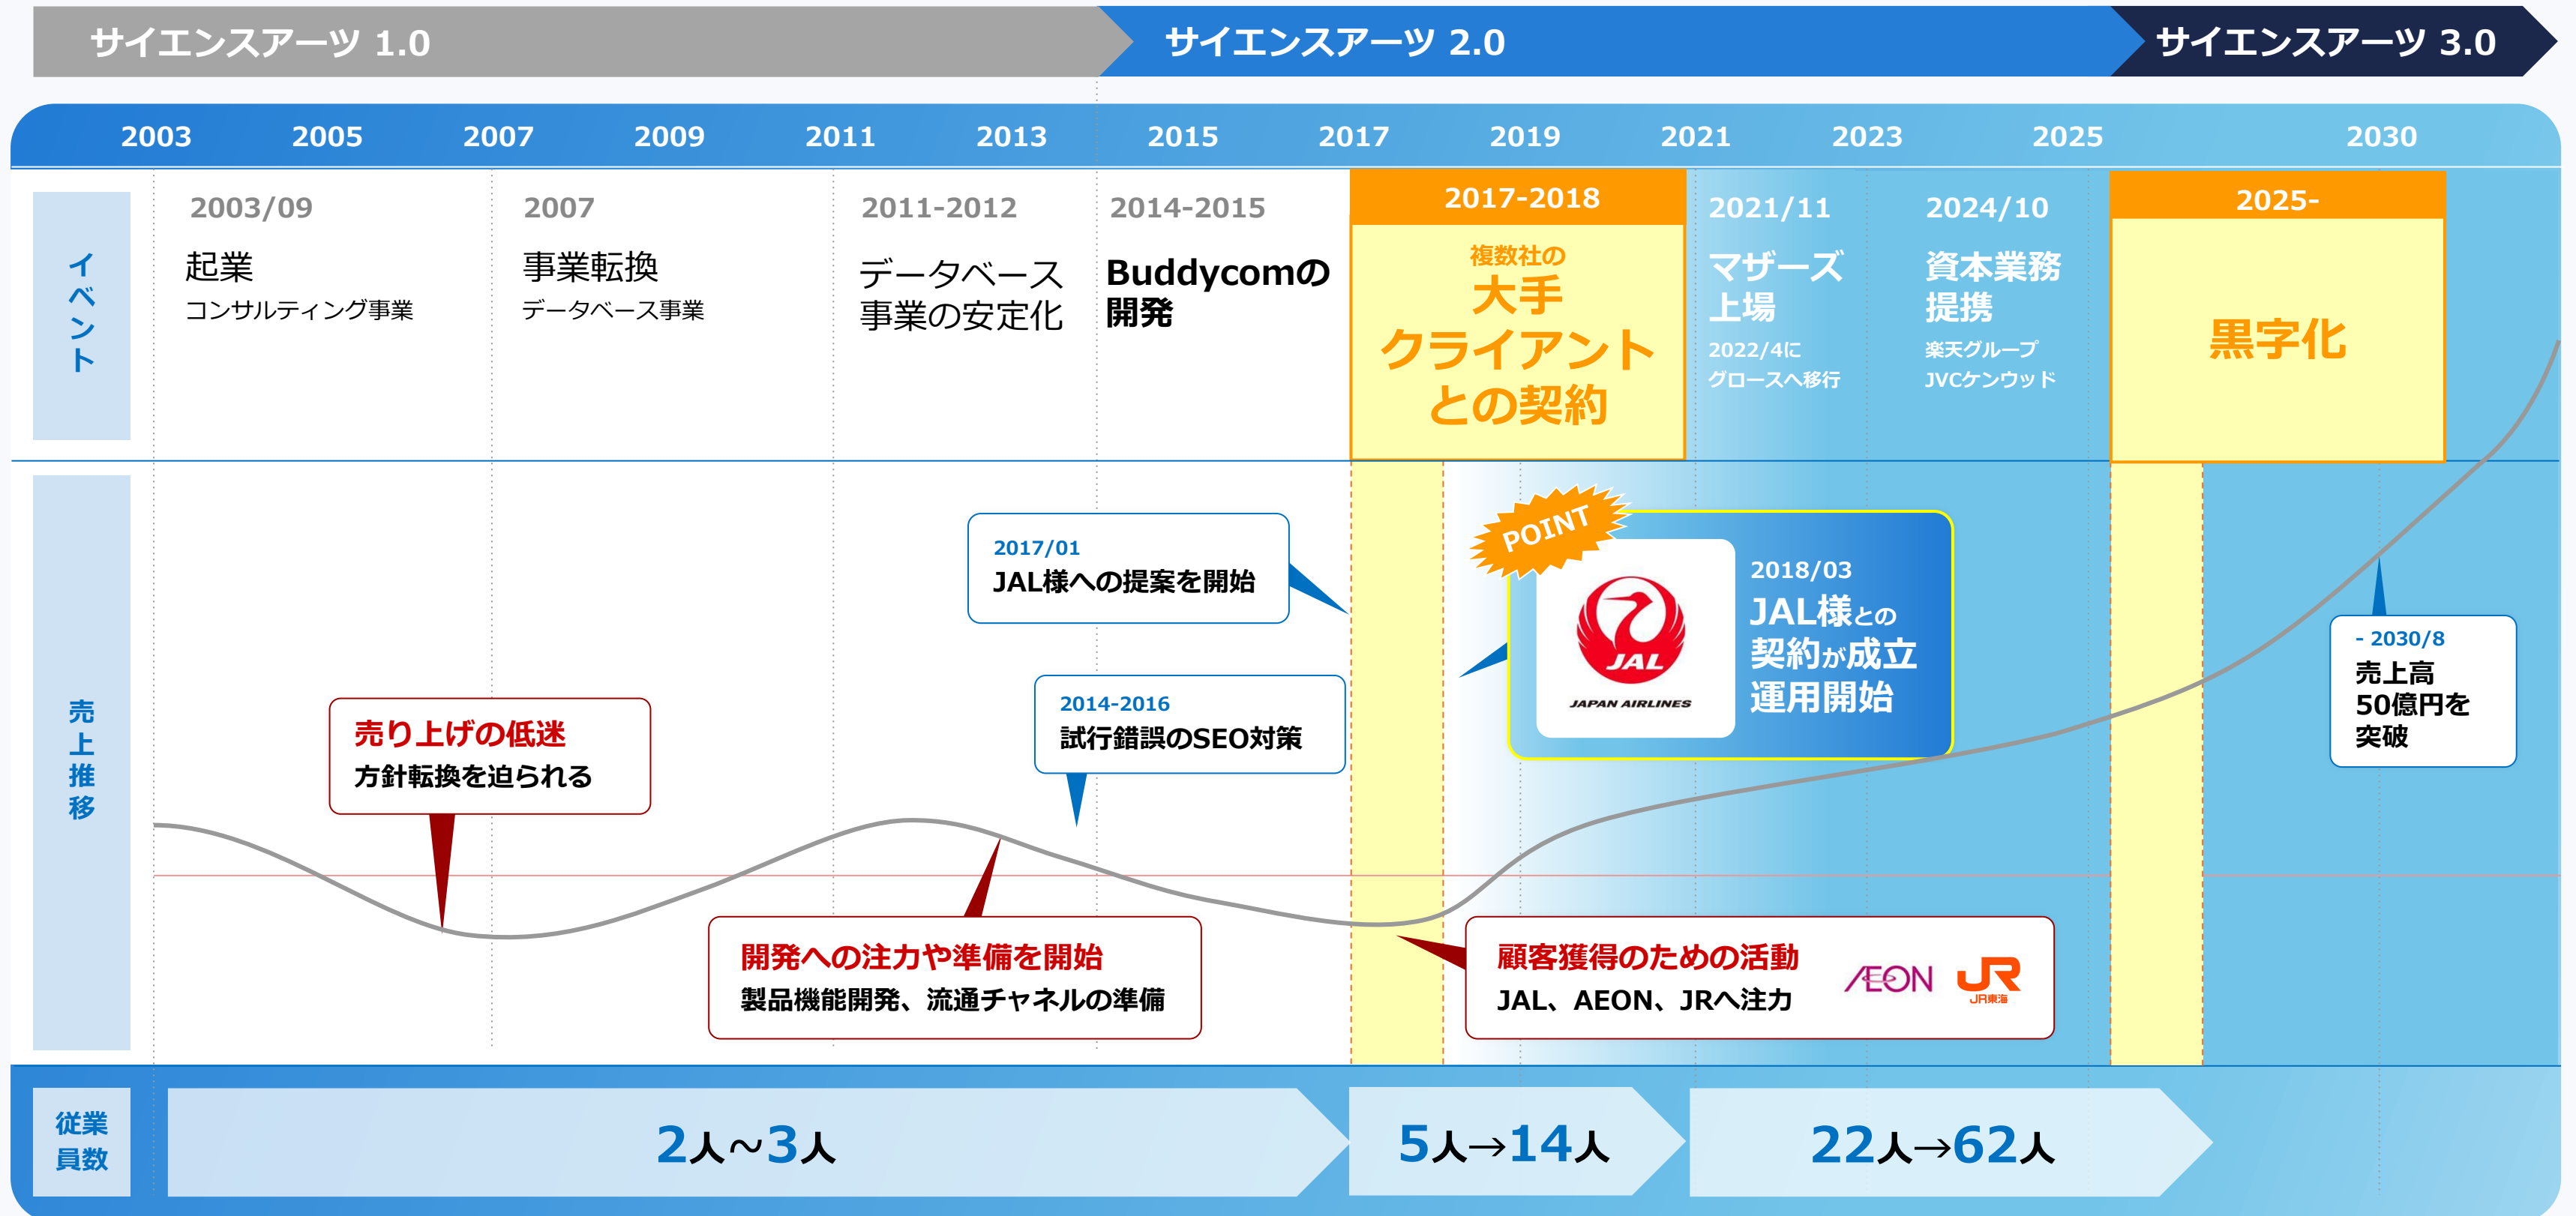 サイエンスアーツ 1.0
サイエンスアーツ 2.0
サイエンスアーツ 3.0
2003 2005 2007 2009 2011 2013 2015 2017 2019 2021 2023 2025 2030
イベント
2003/09
起業
コンサルティング事業
2007
事業転換
データベース事業
2011-2012
データベース
事業の安定化
2014-2015
Buddycomの
開発
2017-2018
複数社の
大手
クライアント
との契約
2021/11
マザーズ
上場
2022/4に
グロースへ移行
2024/10
資本業務
提携
楽天グループ
JVCケンウッド
2025-
黒字化
売上推移
売り上げの低迷
方針転換を迫られる
開発への注力や準備を開始
製品機能開発、流通チャネルの準備
2017/01
JAL様への提案を開始
2014-2016
試行錯誤のSEO対策
POINT
JAL
JAPAN AIRLINES
2018/03
JAL様との
契約が成立
運用開始
顧客獲得のための活動
JAL、AEON、JRへ注力
ÆON
JR
JR東海
- 2030/8
売上高
50億円を
突破
従業
員数
2人～3人
5人→14人
22人→62人